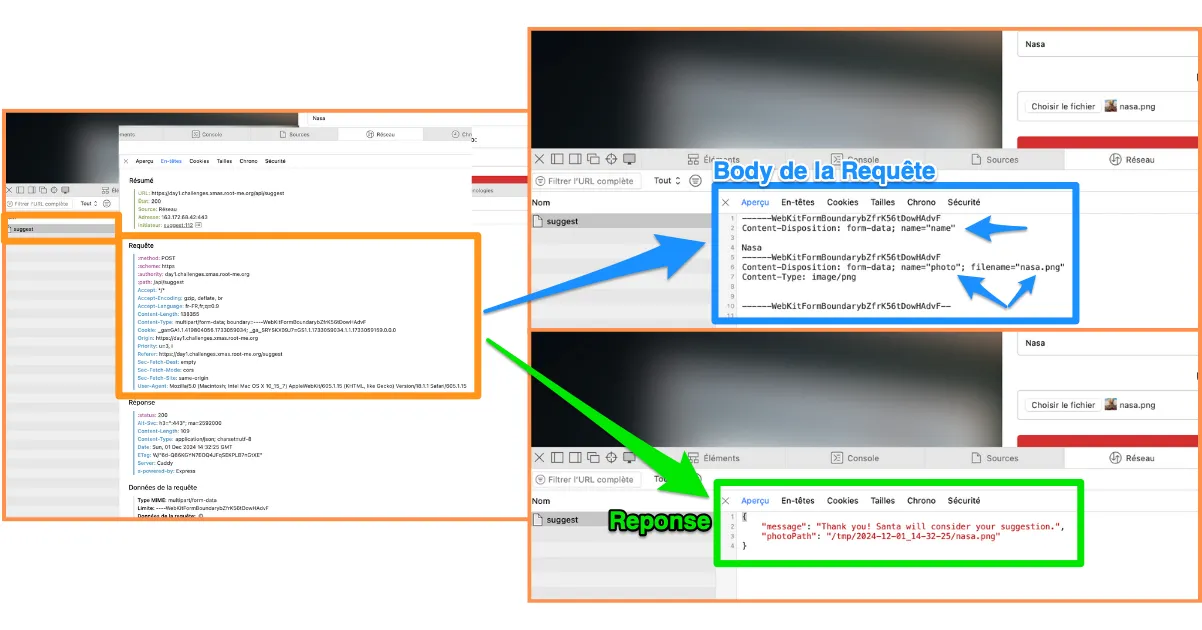 Nasa
ments
Console
Sources
Réseau
Aperçu En-têtes Cookies Tailles Chrono Sécurité
Résumé
URL: https://day1.challenges.xmas.root-me.org/api/suggest
État: 200
Source: Réseau
Adresse: 163.172.68.42:443
Initiateur: suggest:112
Filtrer l'URL complète
Tout
suggest
Requête
:method: POST
:scheme: https
:authority: day1.challenges.xmas.root-me.org
:path: /api/suggest
Accept: */*
Accept-Encoding: gzip, deflate, br
Accept-Language: fr-FR,fr;q=0.9
Content-Length: 138355
Content-Type: multipart/form-data; boundary=----WebKitFormBoundarybZfrK56tDowHAdvF
Origin: https://day1.challenges.xmas.root-me.org
Priority: u=3, i
Referer: https://day1.challenges.xmas.root-me.org/suggest
Sec-Fetch-Dest: empty
Sec-Fetch-Mode: cors
Sec-Fetch-Site: same-origin
User-Agent: Mozilla/5.0 (Macintosh; Intel Mac OS X 10_15_7) AppleWebKit/605.1.15 (KHTML, like Gecko) Version/18.1.1 Safari/605.1.15
Réponse
:status: 200
Alt-Svc: h3=":443"; ma=2592000
Content-Length: 109
Content-Type: application/json; charset=utf-8
Date: Sun, 01 Dec 2024 14:32:25 GMT
Server: Caddy
x-powered-by: Express
Données de la requête
Type MIME: multipart/form-data
Limite: ----WebKitFormBoundarybZfrK56tDowHAdvF
Données de la requête:
Nasa
Choisir le fichier nasa.png
Éléments
Console
Sources
Réseau
Filtrer l'URL complète
Tout
Body de la Requête
Nom
suggest
Aperçu En-têtes Cookies Tailles Chrono Sécurité
1 ------WebKitFormBoundarybZfrK56tDowHAdvF
2 Content-Disposition: form-data; name="name"
3
4 Nasa
5 ------WebKitFormBoundarybZfrK56tDowHAdvF
6 Content-Disposition: form-data; name="photo"; filename="nasa.png"
7 Content-Type: image/png
8
9
10 ------WebKitFormBoundarybZfrK56tDowHAdvF--
11
Nasa
Choisir le fichier nasa.png
Éléments
Console
Sources
Réseau
Filtrer l'URL complète
Nom
suggest
Reponse
Aperçu En-têtes Cookies Tailles Chrono Sécurité
1 {
2 "message": "Thank you! Santa will consider your suggestion.",
3 "photoPath": "/tmp/2024-12-01_14-32-25/nasa.png"
4 }